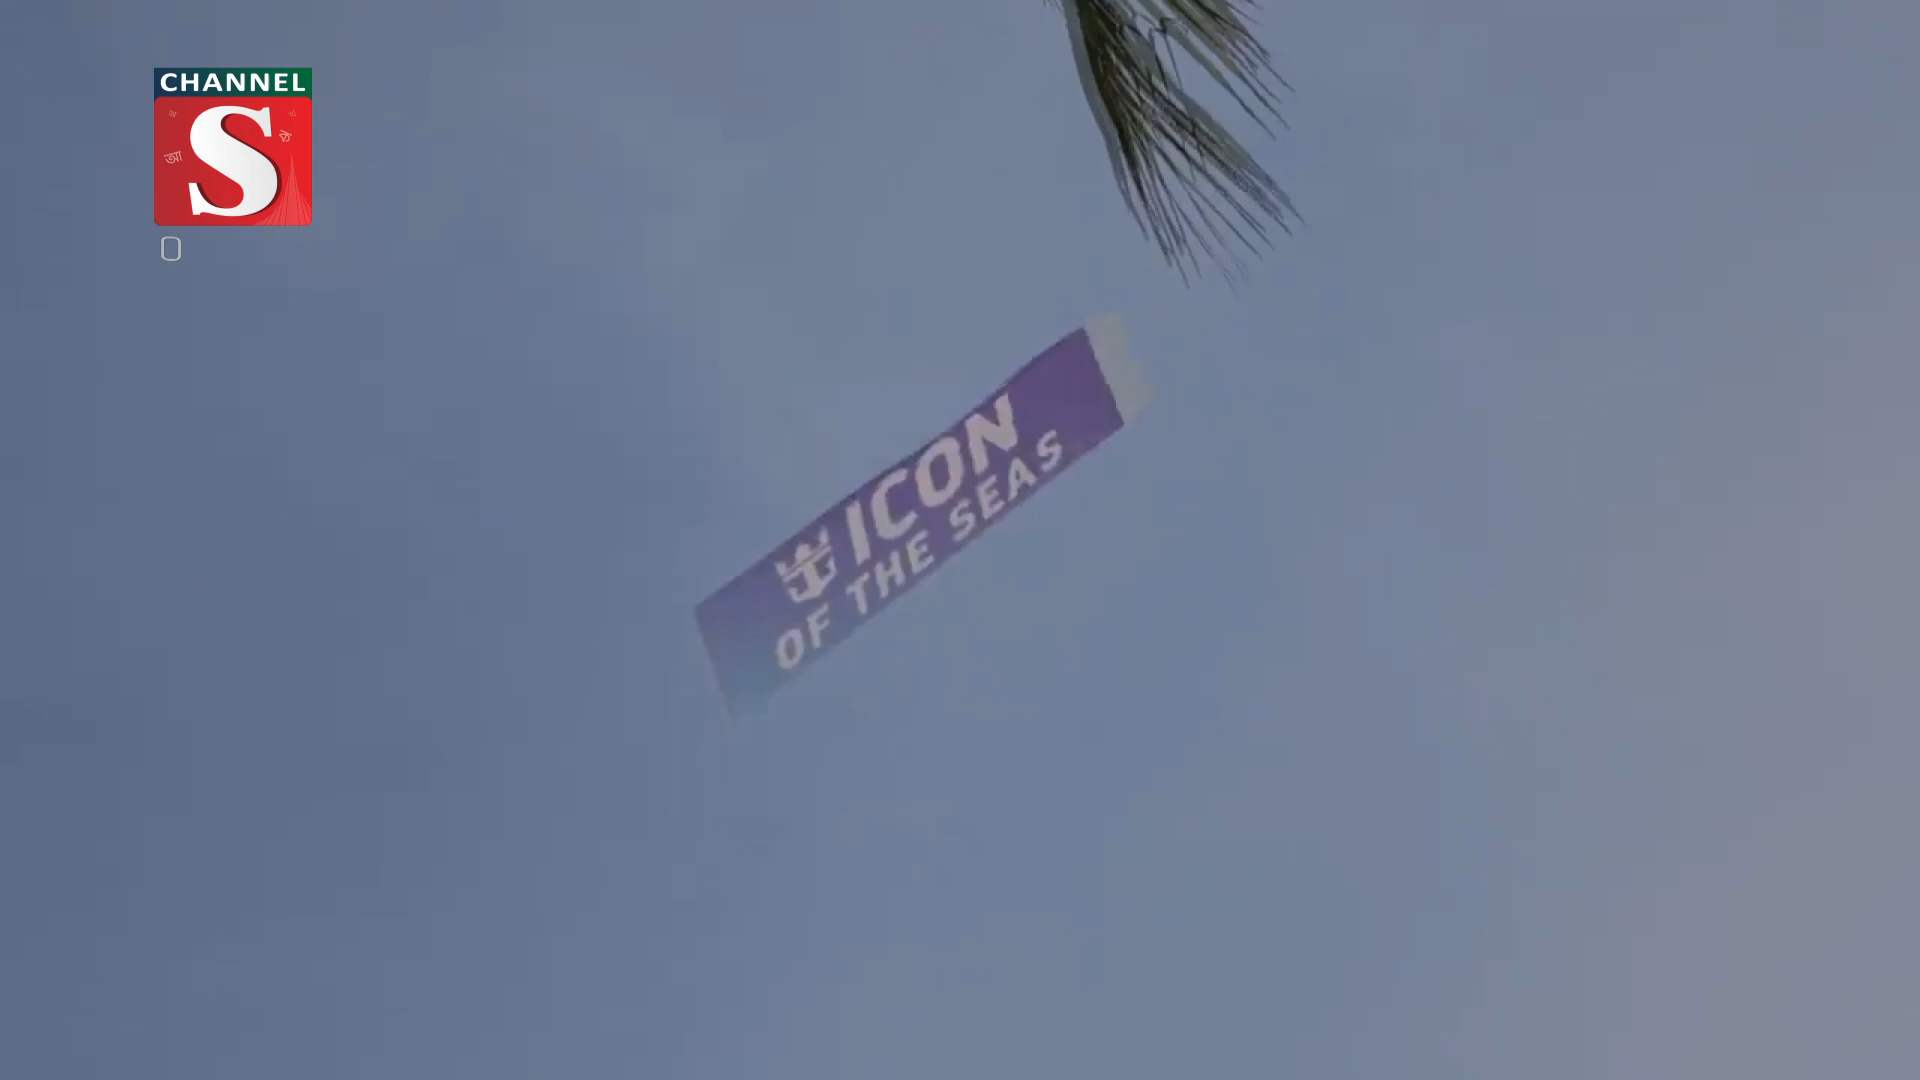 CHANNEL
S
আ
ক
ICON
OF THE SEAS